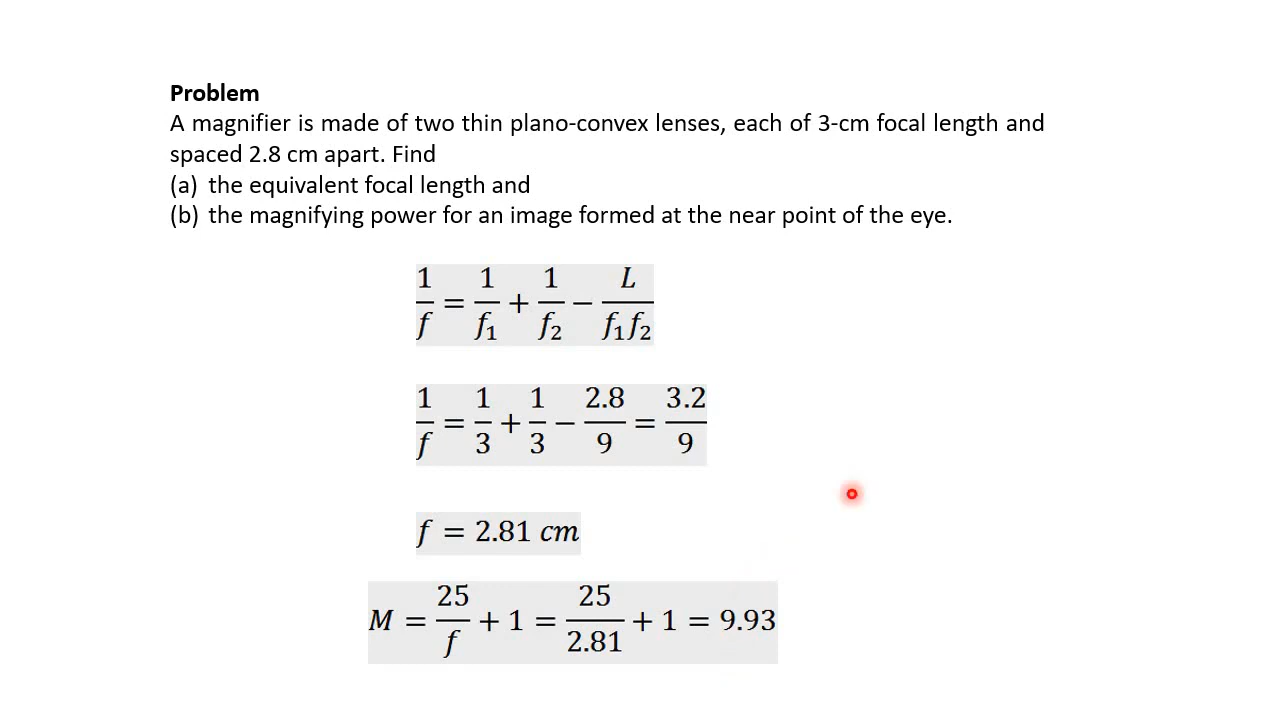 Problem
A magnifier is made of two thin plano-convex lenses, each of 3-cm focal length and
spaced 2.8 cm apart. Find
(a) the equivalent focal length and
(b) the magnifying power for an image formed at the near point of the eye.
1/f = 1/f₁ + 1/f₂ − L/f₁f₂
1/f = 1/3 + 1/3 − 2.8/9 = 3.2/9
f = 2.81 cm
M = 25/f + 1 = 25/2.81 + 1 = 9.93